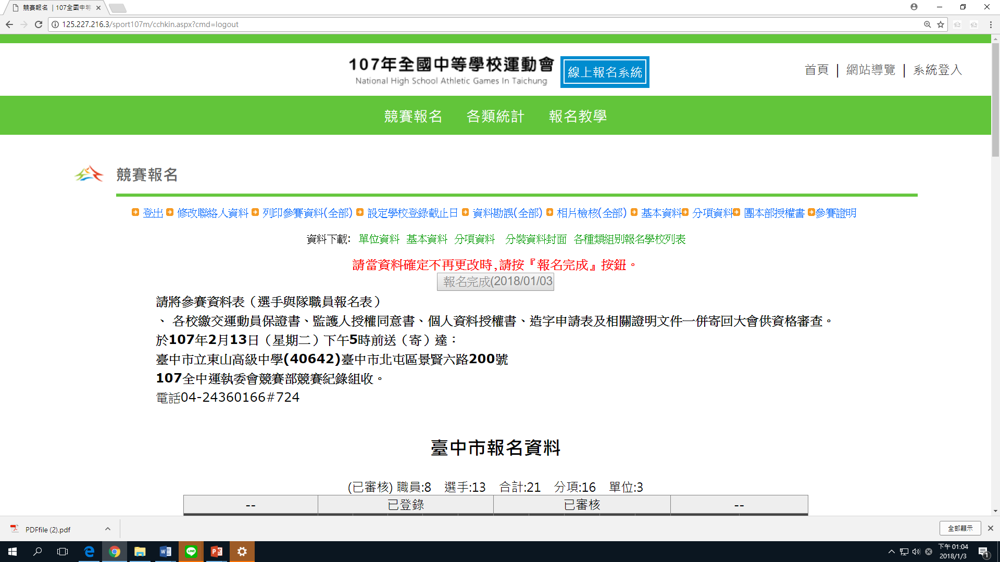 競賽報名 | 107全國中等
125.227.216.3/sport107m/cchkin.aspx?cmd=logout
107年全國中等學校運動會
National High School Athletic Games In Taichung
線上報名系統
首頁 | 網站導覽 | 系統登入
競賽報名 各類統計 報名教學
競賽報名
登出 修改聯絡人資料 列印參賽資料(全部) 設定學校登錄截止日 資料勘誤(全部) 相片檢核(全部) 基本資料 分項資料 團本部授權書 參賽證明
資料下載: 單位資料 基本資料 分項資料 分裝資料封面 各種類組別報名學校列表
請當資料確定不再更改時,請按『報名完成』按鈕。
報名完成(2018/01/03
請將參賽資料表（選手與隊職員報名表）
、 各校繳交運動員保證書、監護人授權同意書、個人資料授權書、造字申請表及相關證明文件一併寄回大會供資格審查。
於107年2月13日（星期二）下午5時前送（寄）達：
臺中市立東山高級中學(40642)臺中市北屯區景賢六路200號
107全中運執委會競賽部競賽紀錄組收。
電話04-24360166#724
臺中市報名資料
(已審核) 職員:8 選手:13 合計:21 分項:16 單位:3
-- 已登錄 已審核 --
PDFfile (2).pdf
全部顯示
下午 01:04
2018/1/3
1